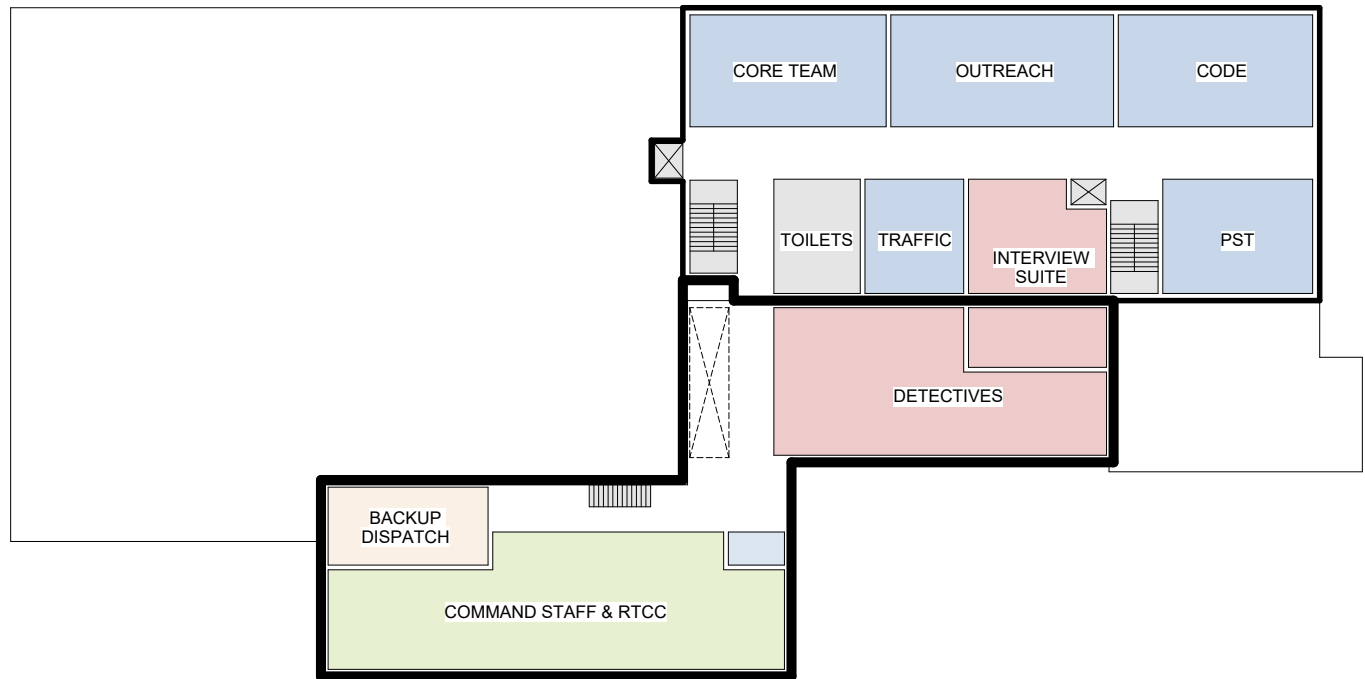 CORE TEAM
OUTREACH
CODE
TOILETS
TRAFFIC
INTERVIEW
SUITE
PST
DETECTIVES
BACKUP
DISPATCH
COMMAND STAFF & RTCC